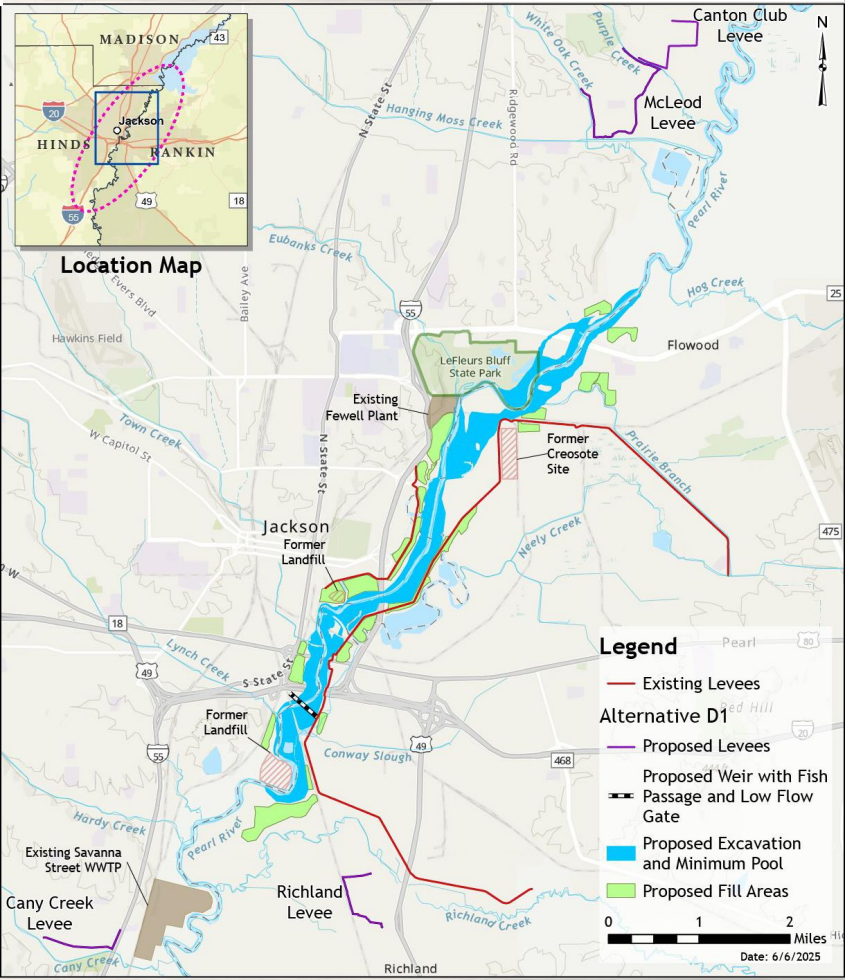 MADISON
43
20
Jackson
HINDS
RANKIN
49
18
55
Location Map
Canton Club
Levee
N
White Oak Creek
Purple Creek
McLeod
Levee
N State St
Hanging Moss Creek
Ridgewood Rd
Pearl River
Eubanks Creek
Evers Blvd
Bailey Ave
Hog Creek
25
55
Hawkins Field
Flowood
LeFleurs Bluff
State Park
Existing
Fewell Plant
Town Creek
W Capitol St
N State St
Former
Creosote
Site
Prairie Branch
Jackson
Former
Landfill
Neely Creek
475
W
18
Lynch Creek
49
S State St
Former
Landfill
55
49
Conway Slough
468
Hardy Creek
Pearl River
Existing Savanna
Street WWTP
Cany Creek
Levee
Cany Creek
Richland
Levee
Richland Creek
Richland
Legend
Pearl
80
Existing Levees
Red Hill
Alternative D1
20
Proposed Levees
Proposed Weir with Fish
Passage and Low Flow
Gate
Proposed Excavation
and Minimum Pool
Proposed Fill Areas
0 1 2
Miles
Date: 6/6/2025